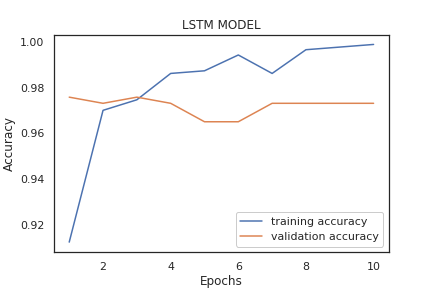 LSTM MODEL
1.00
0.98
0.96
0.94
0.92
Accuracy
2
4
6
8
10
Epochs
training accuracy
validation accuracy